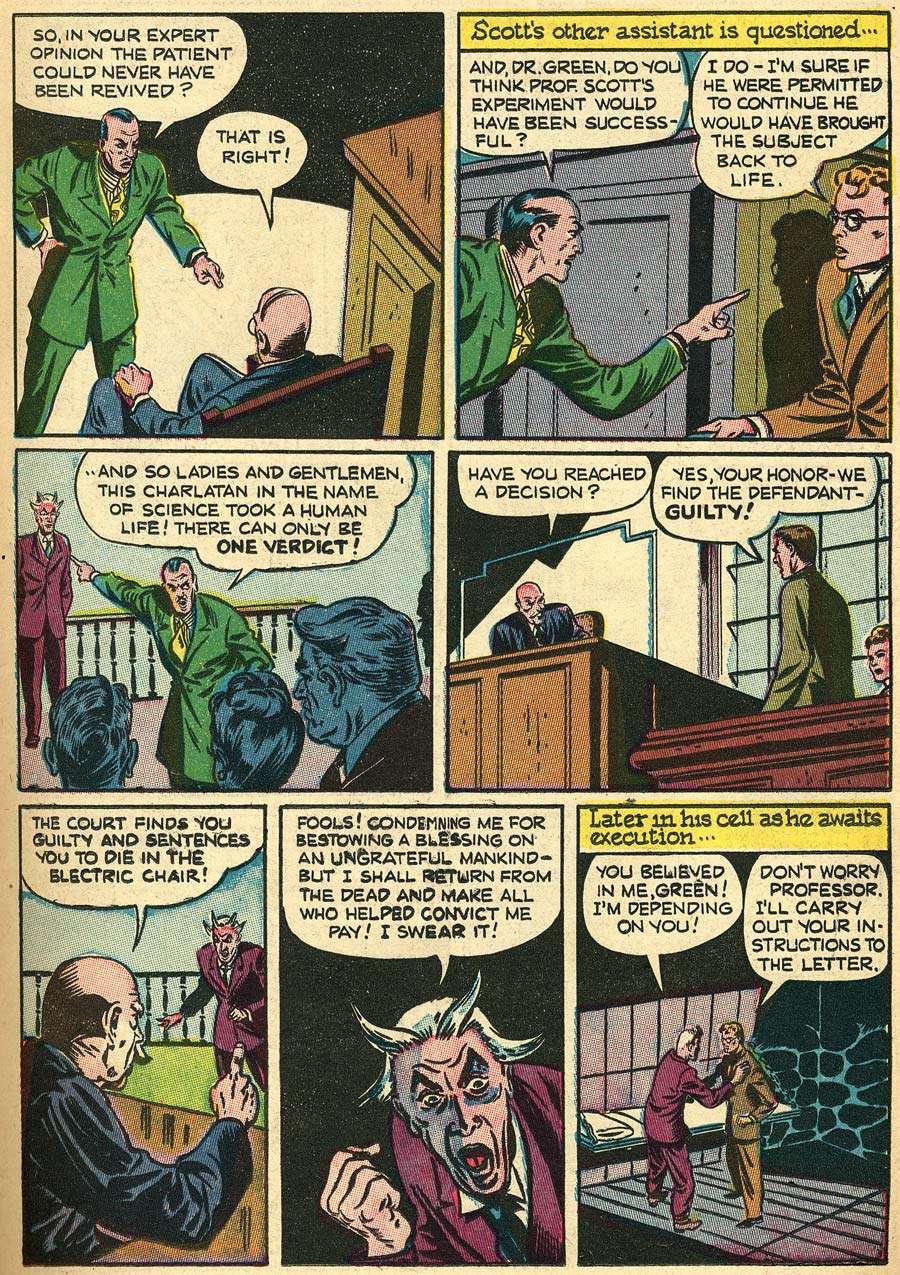 SO, IN YOUR EXPERT
OPINION THE PATIENT
COULD NEVER HAVE
BEEN REVIVED?
THAT IS
RIGHT!
Scott's other assistant is questioned...
AND, DR. GREEN, DO YOU
THINK PROF. SCOTT'S
EXPERIMENT WOULD
HAVE BEEN SUCCESS-
FUL?
I DO - I'M SURE IF
HE WERE PERMITTED
TO CONTINUE HE
WOULD HAVE BROUGHT
THE SUBJECT
BACK TO
LIFE.
..AND SO LADIES AND GENTLEMEN,
THIS CHARLATAN IN THE NAME
OF SCIENCE TOOK A HUMAN
LIFE! THERE CAN ONLY BE
ONE VERDICT!
HAVE YOU REACHED
A DECISION?
YES, YOUR HONOR-WE
FIND THE DEFENDANT-
GUILTY!
THE COURT FINDS YOU
GUILTY AND SENTENCES
YOU TO DIE IN THE
ELECTRIC CHAIR!
FOOLS! CONDEMNING ME FOR
BESTOWING A BLESSING ON
AN UNGRATEFUL MANKIND-
BUT I SHALL RETURN FROM
THE DEAD AND MAKE ALL
WHO HELPED CONVICT ME
PAY! I SWEAR IT!
Later in his cell as he awaits
execution...
YOU BELIEVED
IN ME, GREEN!
I'M DEPENDING
ON YOU!
DON'T WORRY
PROFESSOR.
I'LL CARRY
OUT YOUR IN-
STRUCTIONS TO
THE LETTER.